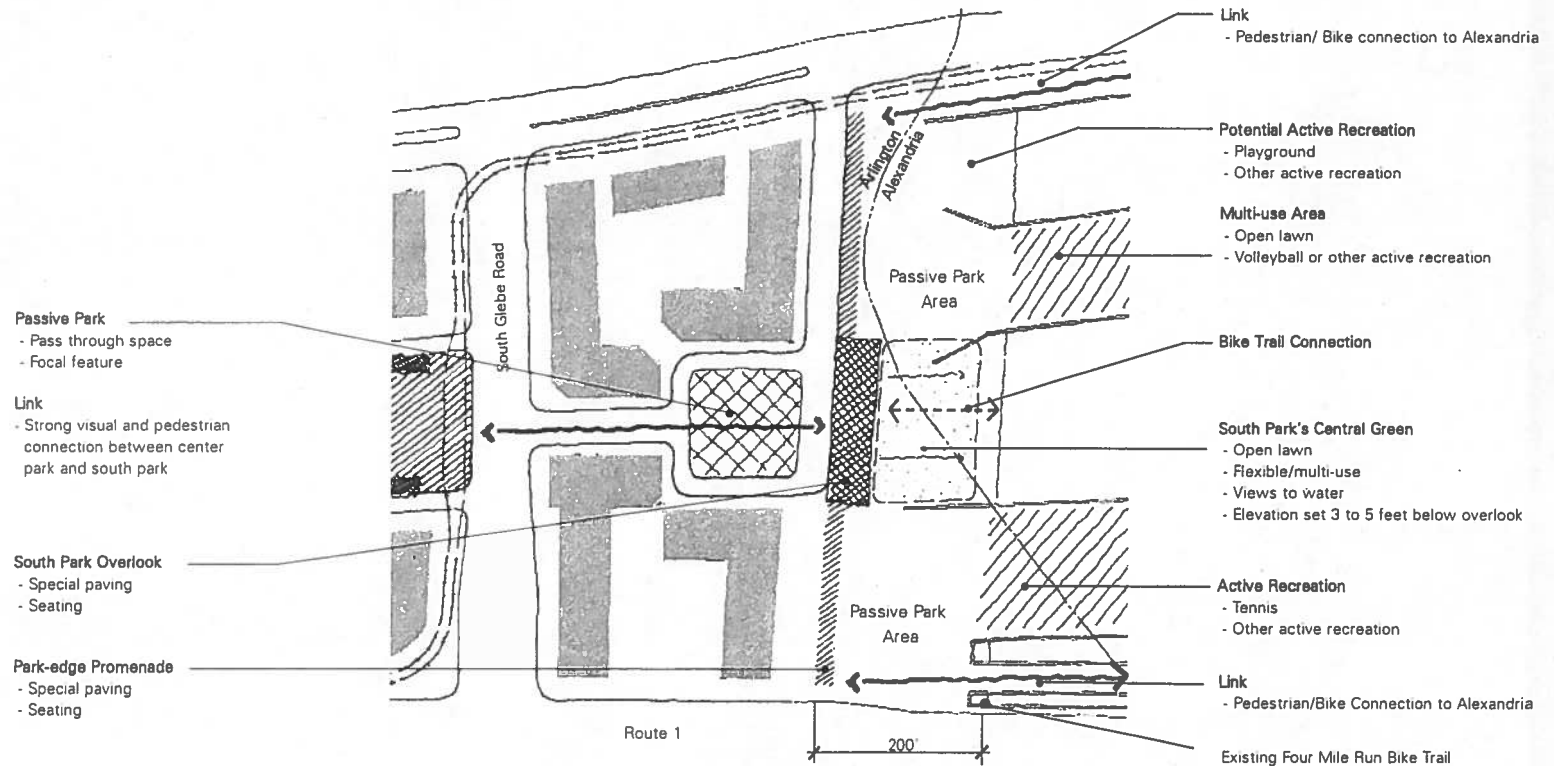 Passive Park
- Pass through space
- Focal feature
Link
- Strong visual and pedestrian
connection between center
park and south park
South Park Overlook
- Special paving
- Seating
Park-edge Promenade
- Special paving
- Seating
South Glebe Road
Arlington
Alexandria
Passive Park
Area
Passive Park
Area
Route 1
200'
Link
- Pedestrian/ Bike connection to Alexandria
Potential Active Recreation
- Playground
- Other active recreation
Multi-use Area
- Open lawn
- Volleyball or other active recreation
Bike Trail Connection
South Park's Central Green
- Open lawn
- Flexible/multi-use
- Views to water
- Elevation set 3 to 5 feet below overlook
Active Recreation
- Tennis
- Other active recreation
Link
- Pedestrian/Bike Connection to Alexandria
Existing Four Mile Run Bike Trail